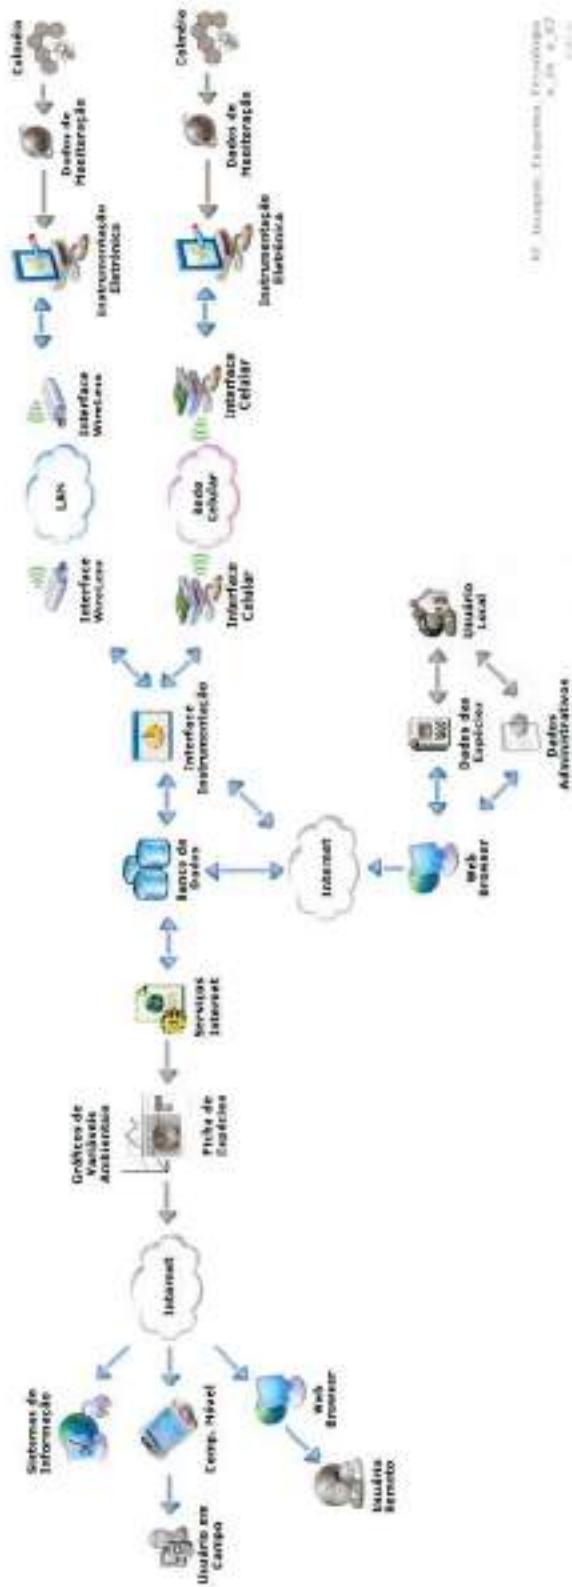 Sistemas de
Informação
Usuário em
Campo
Comp. Móvel
Web
Browser
Usuário
Remoto
Internet
Gráficos de
Variáveis
Ambientais
Ficha de
Espécies
Serviços
Internet
Banco de
Dados
Interface
Instrumentação
Internet
Web
Browser
Dados das
Espécies
Dados
Administrativos
Usuário
Local
Interface
Wireless
LAN
Interface
Wireless
Instrumentação
Eletrônica
Dados de
Monitoração
Colméia
Interface
Celular
Rede
Celular
Interface
Celular
Instrumentação
Eletrônica
Dados de
Monitoração
Colméia